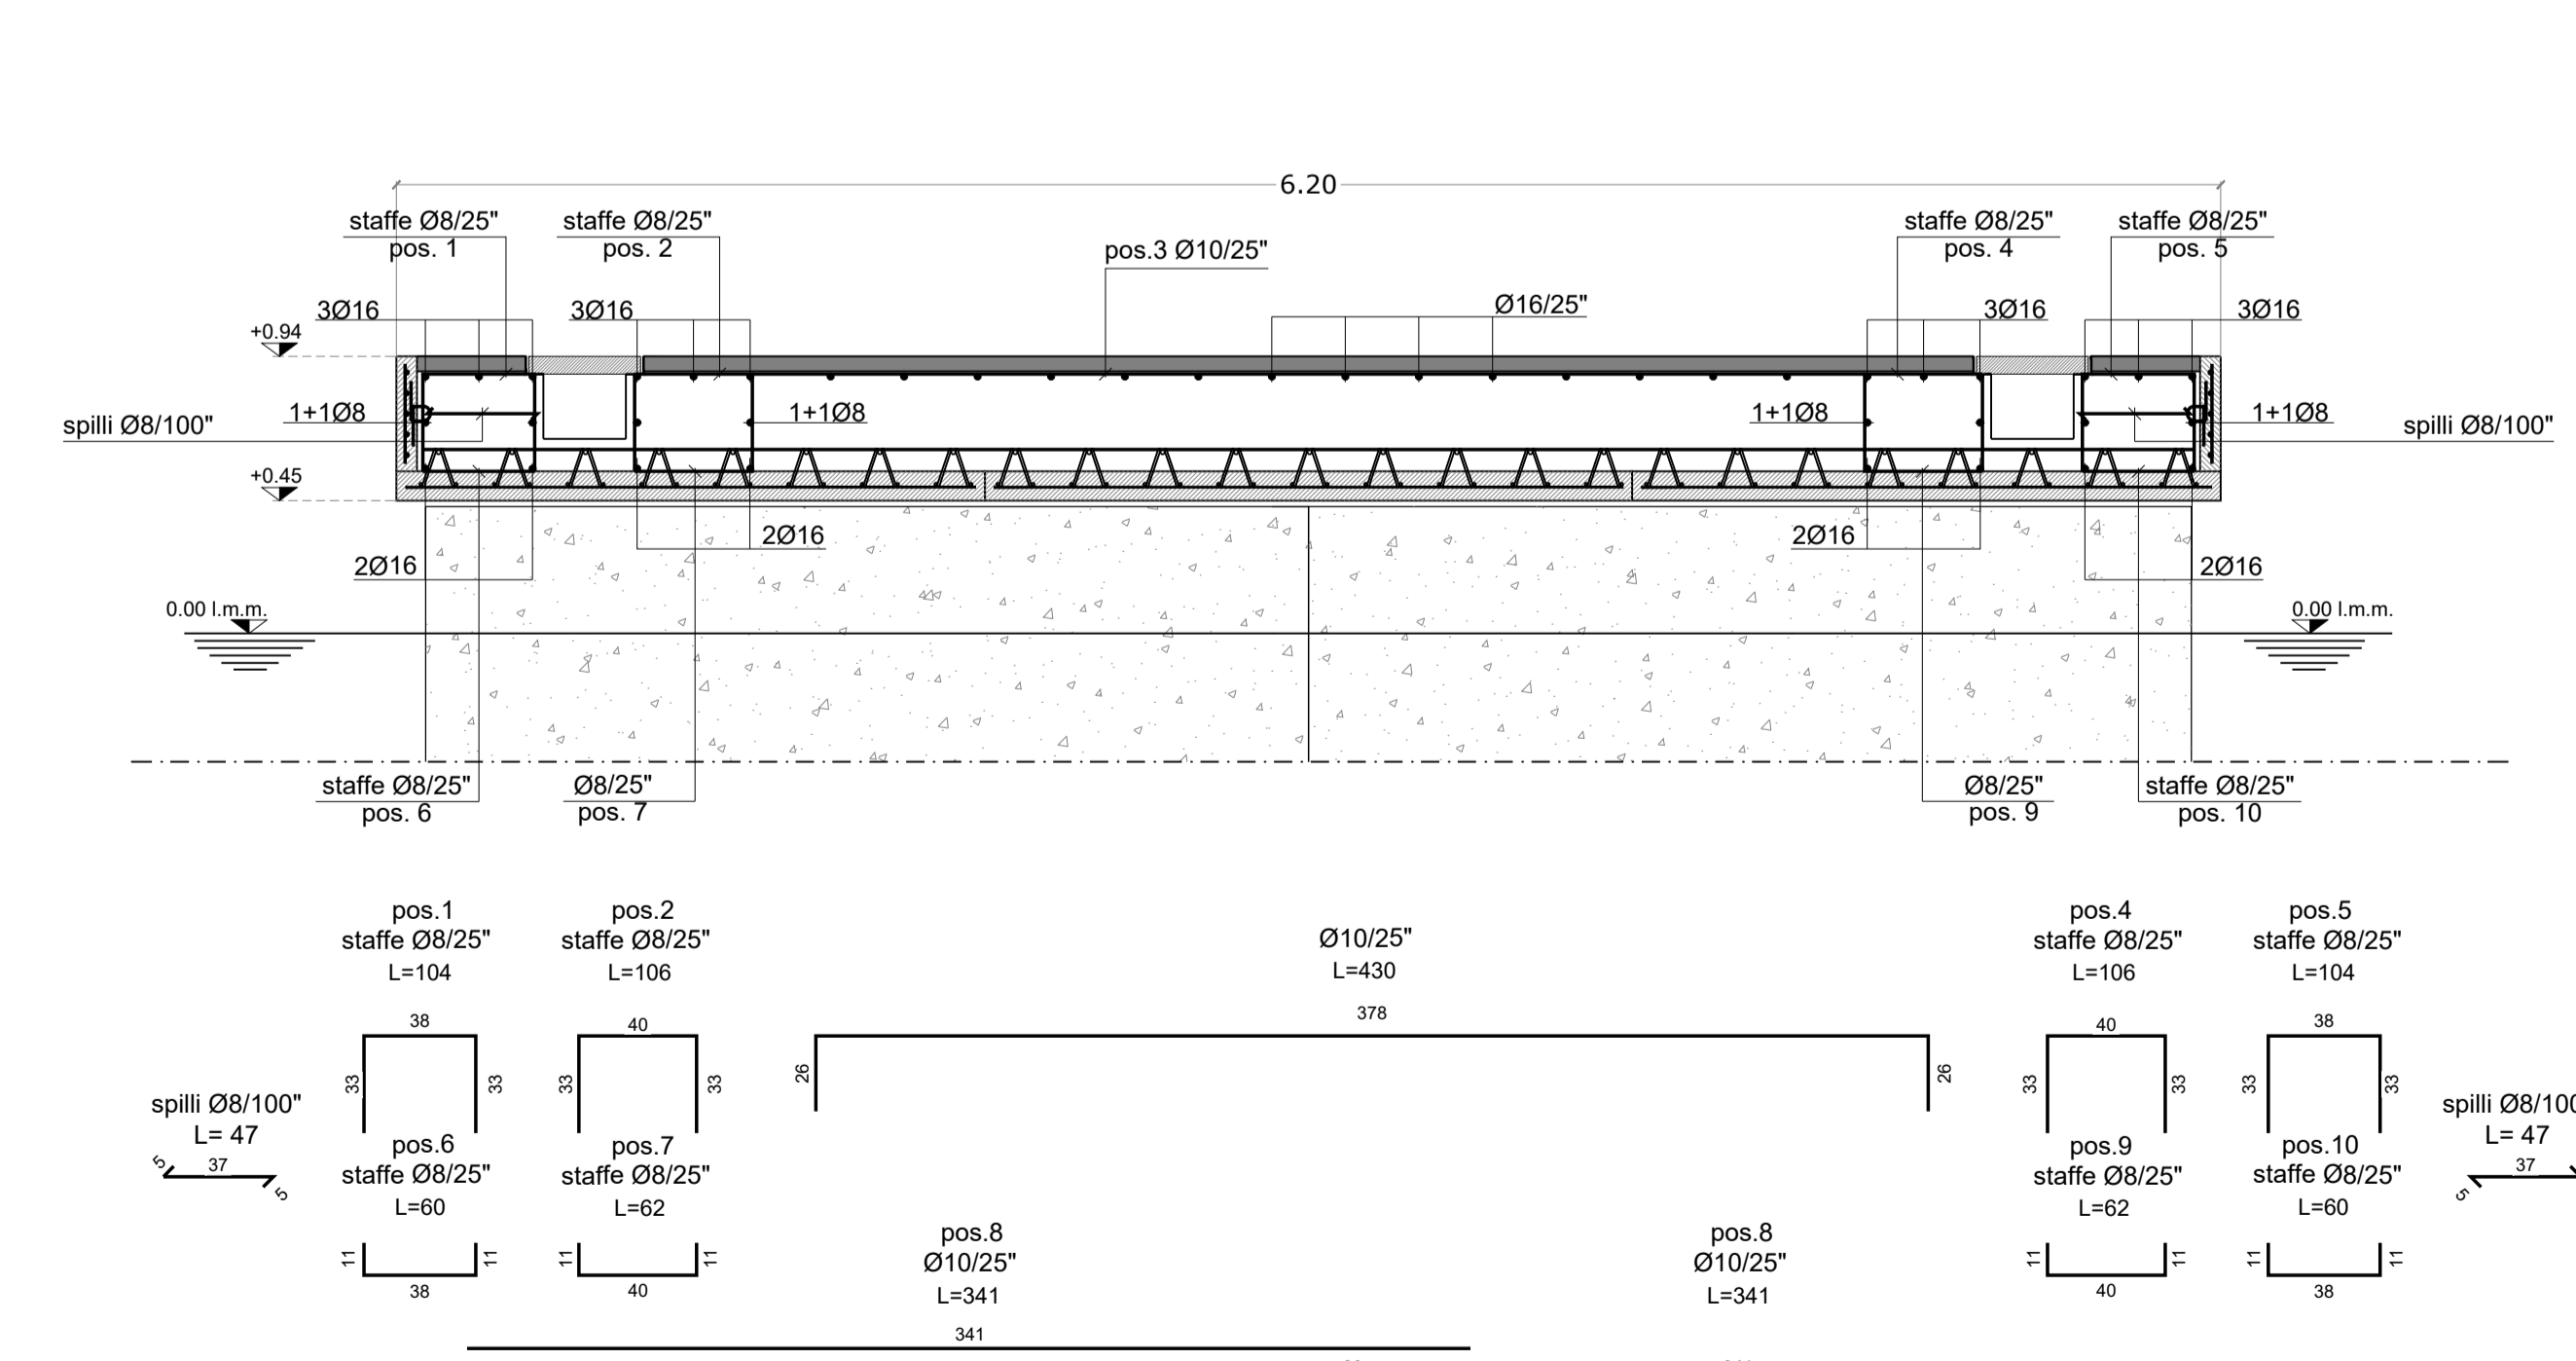 6.20
staffe Ø8/25"
pos. 1
staffe Ø8/25"
pos. 2
pos.3 Ø10/25"
staffe Ø8/25"
pos. 4
staffe Ø8/25"
pos. 5
3Ø16
3Ø16
Ø16/25"
3Ø16
3Ø16
+0.94
spilli Ø8/100"
1+1Ø8
1+1Ø8
1+1Ø8
1+1Ø8
spilli Ø8/100"
+0.45
2Ø16
2Ø16
2Ø16
2Ø16
0.00 l.m.m.
0.00 l.m.m.
staffe Ø8/25"
pos. 6
Ø8/25"
pos. 7
Ø8/25"
pos. 9
staffe Ø8/25"
pos. 10
pos.1
staffe Ø8/25"
L=104
38
33
33
pos.2
staffe Ø8/25"
L=106
40
33
33
Ø10/25"
L=430
378
26
26
pos.4
staffe Ø8/25"
L=106
40
33
33
pos.5
staffe Ø8/25"
L=104
38
33
33
spilli Ø8/100"
L= 47
5
37
5
pos.6
staffe Ø8/25"
L=60
11
11
38
pos.7
staffe Ø8/25"
L=62
11
11
40
pos.9
staffe Ø8/25"
L=62
11
11
40
pos.10
staffe Ø8/25"
L=60
11
11
38
spilli Ø8/100
L= 47
37
5
pos.8
Ø10/25"
L=341
341
pos.8
Ø10/25"
L=341